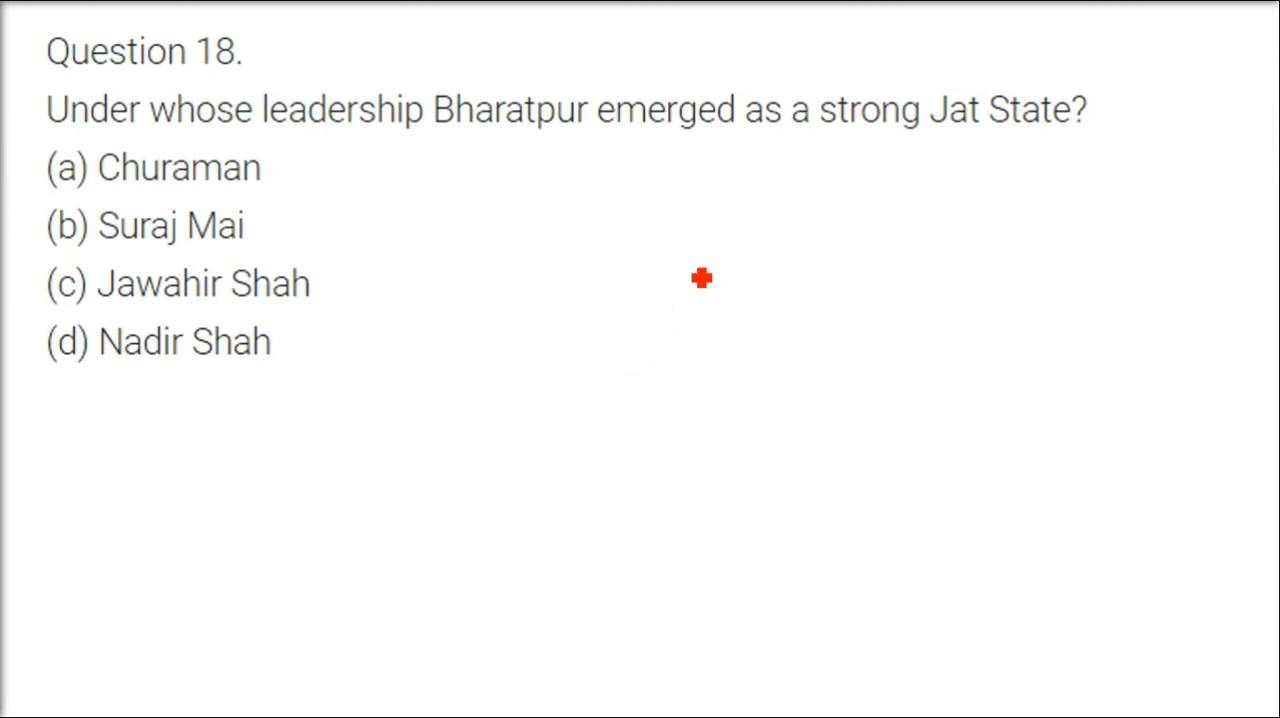 Question 18.
Under whose leadership Bharatpur emerged as a strong Jat State?
(a) Churaman
(b) Suraj Mai
(c) Jawahir Shah
(d) Nadir Shah